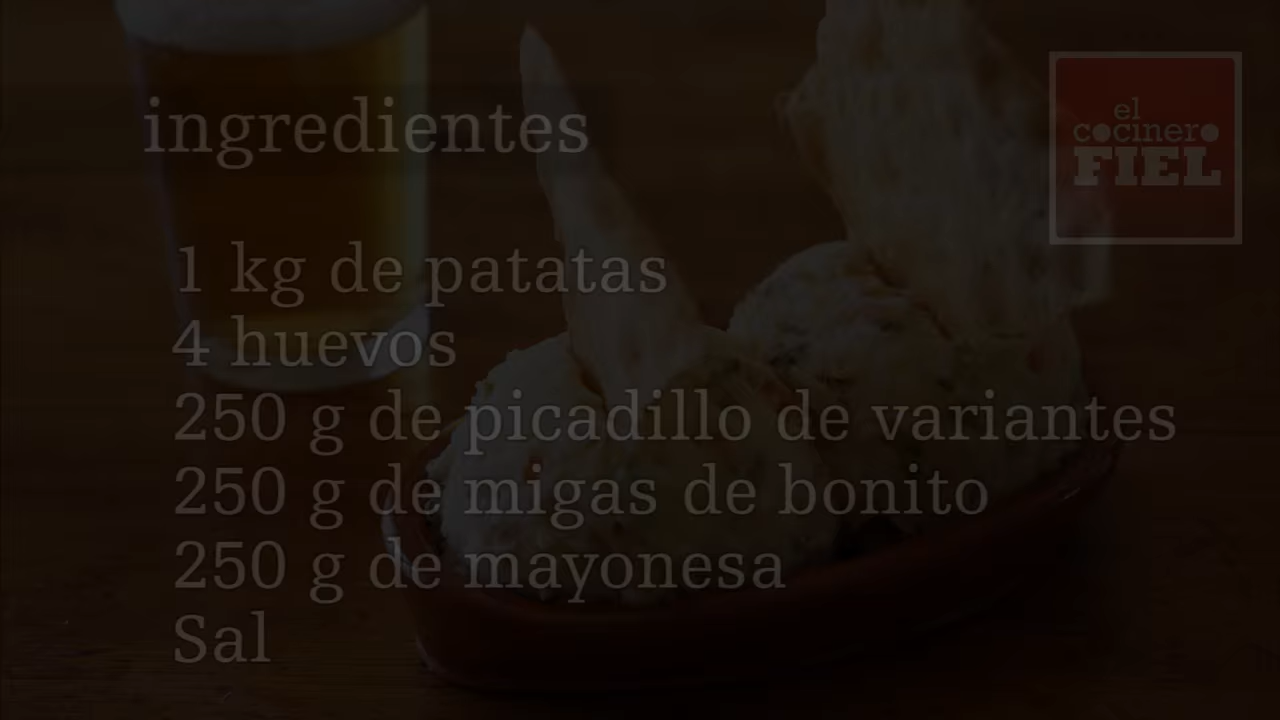 ingredientes
el
cocinero
FIEL
1 kg de patatas
4 huevos
250 g de picadillo de variantes
250 g de migas de bonito
250 g de mayonesa
Sal